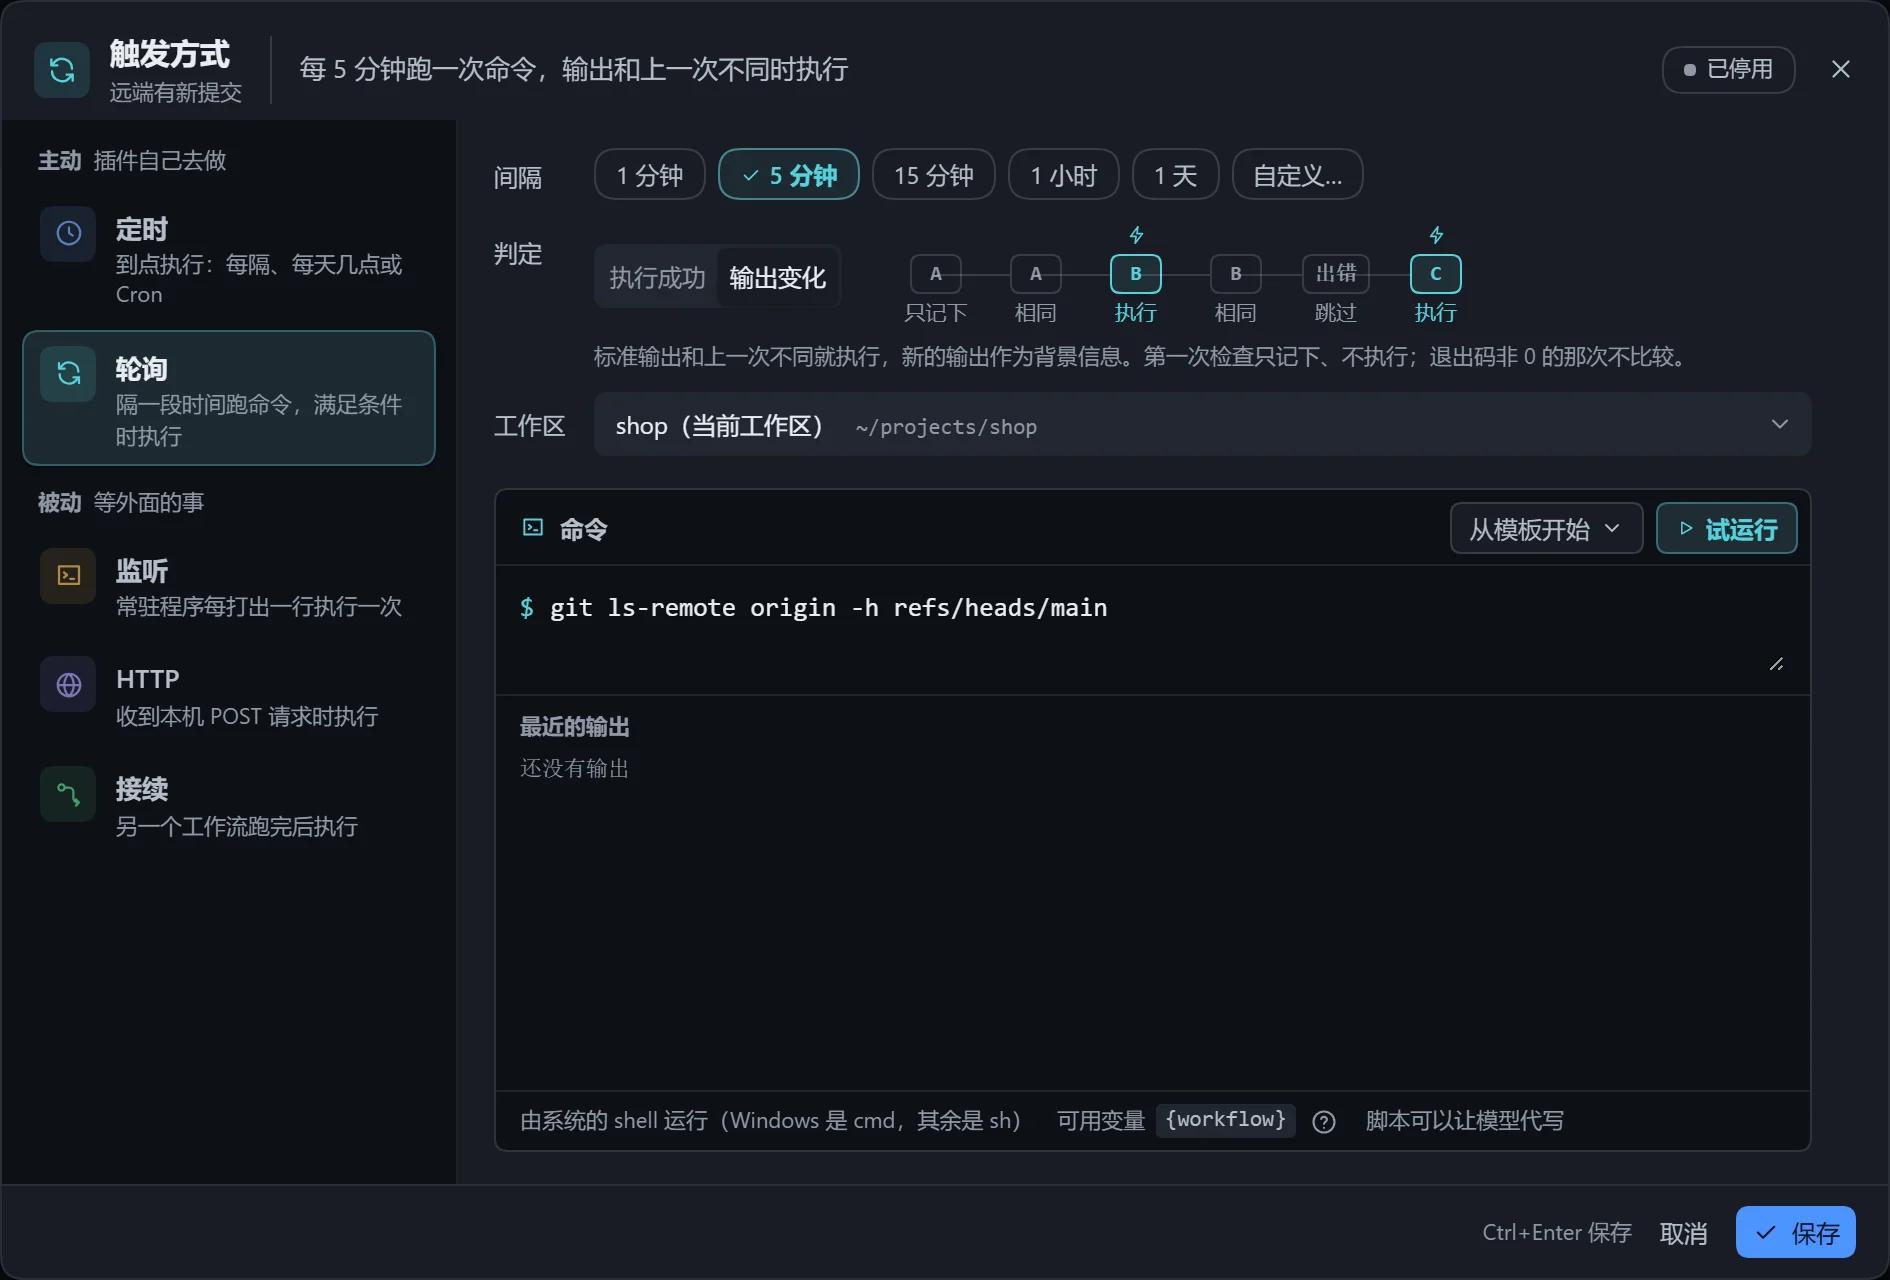 触发方式
远端有新提交
每 5 分钟跑一次命令，输出和上一次不同时执行
已停用
主动 插件自己去做
定时
到点执行：每隔、每天几点或
Cron
轮询
隔一段时间跑命令，满足条件
时执行
被动 等外面的事
监听
常驻程序每打出一行执行一次
HTTP
收到本机 POST 请求时执行
接续
另一个工作流跑完后执行
间隔 1 分钟 5 分钟 15 分钟 1 小时 1 天 自定义...
判定 执行成功 输出变化
A A B B 出错 C
只记下 相同 执行 相同 跳过 执行
标准输出和上一次不同就执行，新的输出作为背景信息。第一次检查只记下、不执行；退出码非 0 的那次不比较。
工作区 shop（当前工作区） ~/projects/shop
命令 从模板开始 试运行
$ git ls-remote origin -h refs/heads/main
最近的输出
还没有输出
由系统的 shell 运行（Windows 是 cmd，其余是 sh） 可用变量 {workflow} ? 脚本可以让模型代写
Ctrl+Enter 保存 取消 保存